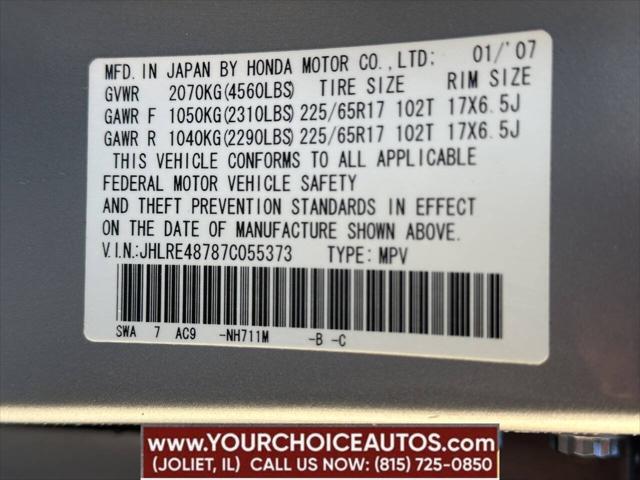 MFD. IN JAPAN BY HONDA MOTOR CO., LTD: 01/'07
GVWR 2070KG(4560LBS) TIRE SIZE RIM SIZE
GAWR F 1050KG(2310LBS) 225/65R17 102T 17X6.5J
GAWR R 1040KG(2290LBS) 225/65R17 102T 17X6.5J
THIS VEHICLE CONFORMS TO ALL APPLICABLE
FEDERAL MOTOR VEHICLE SAFETY
AND THEFT PREVENTION STANDARDS IN EFFECT
ON THE DATE OF MANUFACTURE SHOWN ABOVE.
V.I.N.:JHLRE48787C055373 TYPE: MPV
SWA 7 AC9 -NH711M -B -C
WWW.YOURCHOICEAUTOS.COM
(JOLIET, IL) CALL US NOW: (815) 725-0850